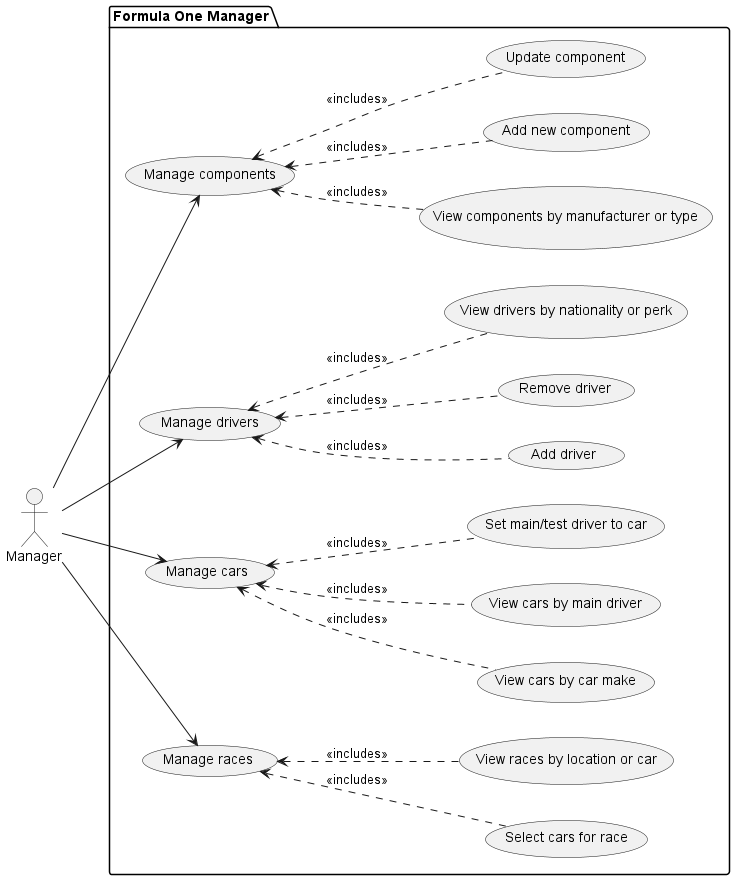 Formula One Manager
Update component
«includes»
Add new component
«includes»
Manage components
«includes»
View components by manufacturer or type
View drivers by nationality or perk
«includes»
Remove driver
«includes»
Manage drivers
«includes»
Add driver
Set main/test driver to car
«includes»
Manager
Manage cars
«includes»
View cars by main driver
«includes»
View cars by car make
«includes»
View races by location or car
Manage races
«includes»
Select cars for race